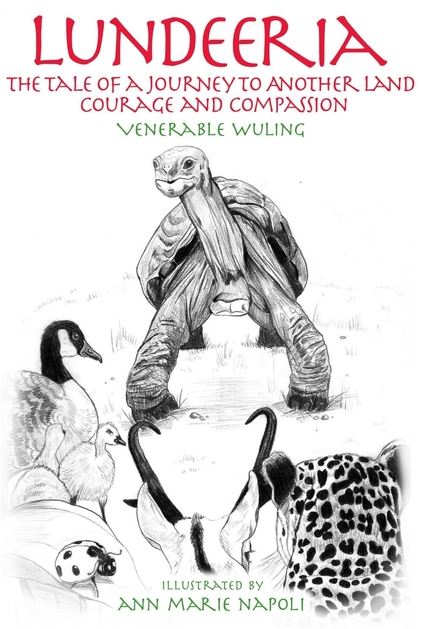 LUNDEERIA
THE TALE OF A JOURNEY TO ANOTHER LAND
COURAGE AND COMPASSION
VENERABLE WULING
ILLUSTRATED BY
ANN MARIE NAPOLI